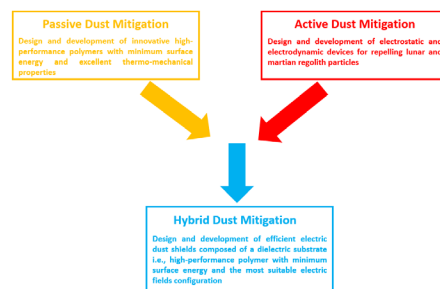 Passive Dust Mitigation
Design and development of innovative high-
performance polymers with minimum surface
energy and excellent thermo-mechanical
properties
Active Dust Mitigation
Design and development of electrostatic and
electrodynamic devices for repelling lunar and
martian regolith particles
Hybrid Dust Mitigation
Design and development of efficient electric
dust shields composed of a dielectric substrate
i.e., high-performance polymer with minimum
surface energy and the most suitable electric
fields configuration